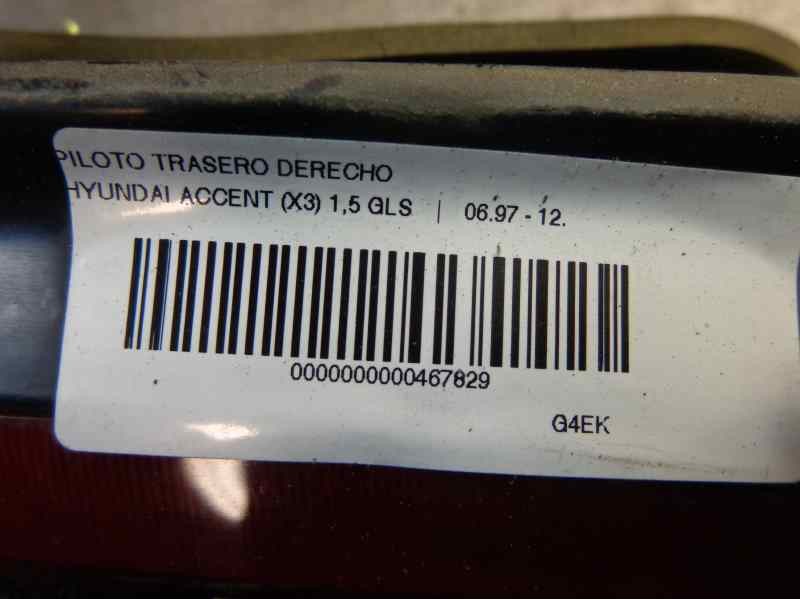 PILOTO TRASERO DERECHO
HYUNDAI ACCENT (X3) 1,5 GLS | 06.97 - 12.
0000000000467829
G4EK